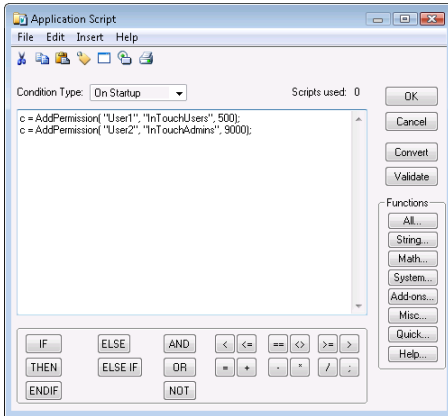 Application Script
File Edit Insert Help
Condition Type: On Startup Scripts used: 0
c = AddPermission( "User1", "InTouchUsers", 500);
c = AddPermission( "User2", "InTouchAdmins", 9000);
OK
Cancel
Convert
Validate
Functions
All...
String...
Math...
System...
Add-ons...
Misc...
Quick...
Help...
IF ELSE AND < <= == <> >= >
THEN ELSE IF OR = + - * / ;
ENDIF NOT